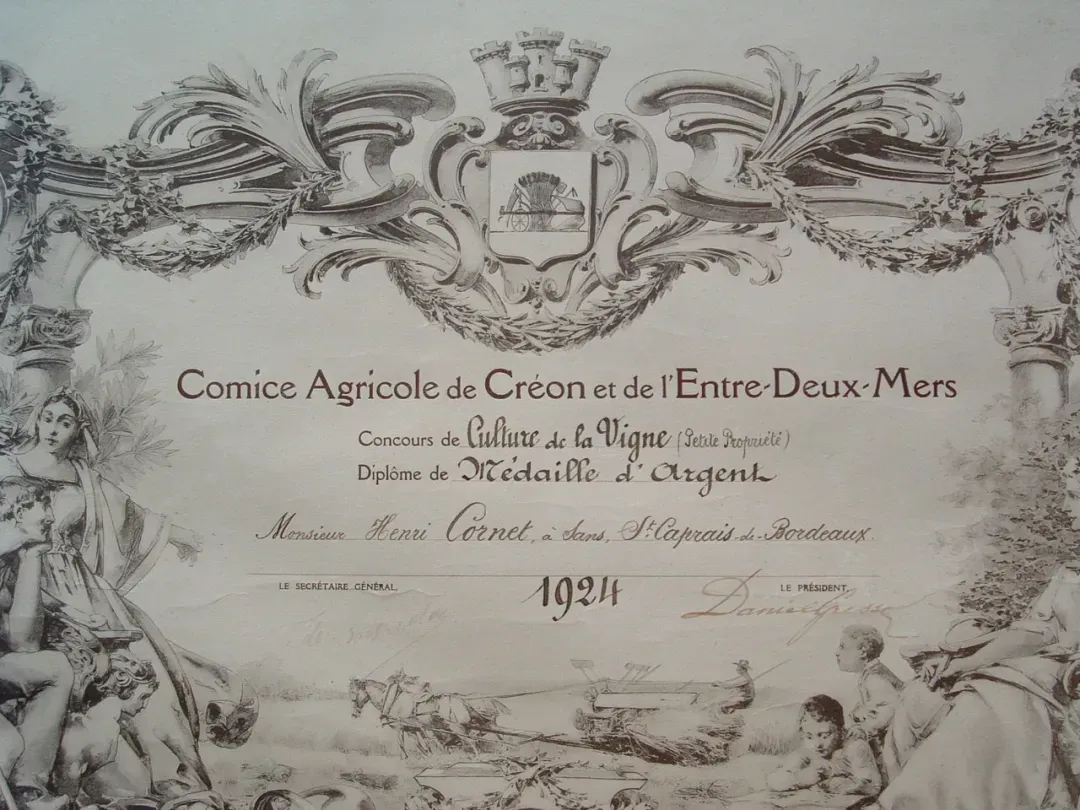 Comice Agricole de Créon et de l'Entre-Deux-Mers
Concours de Culture de la Vigne (Petite Propriété)
Diplôme de Médaille d'Argent
Monsieur Henri Cornet, à Sans, St. Caprais-de-Bordeaux.
LE SECRÉTAIRE GÉNÉRAL. 1924 LE PRÉSIDENT.